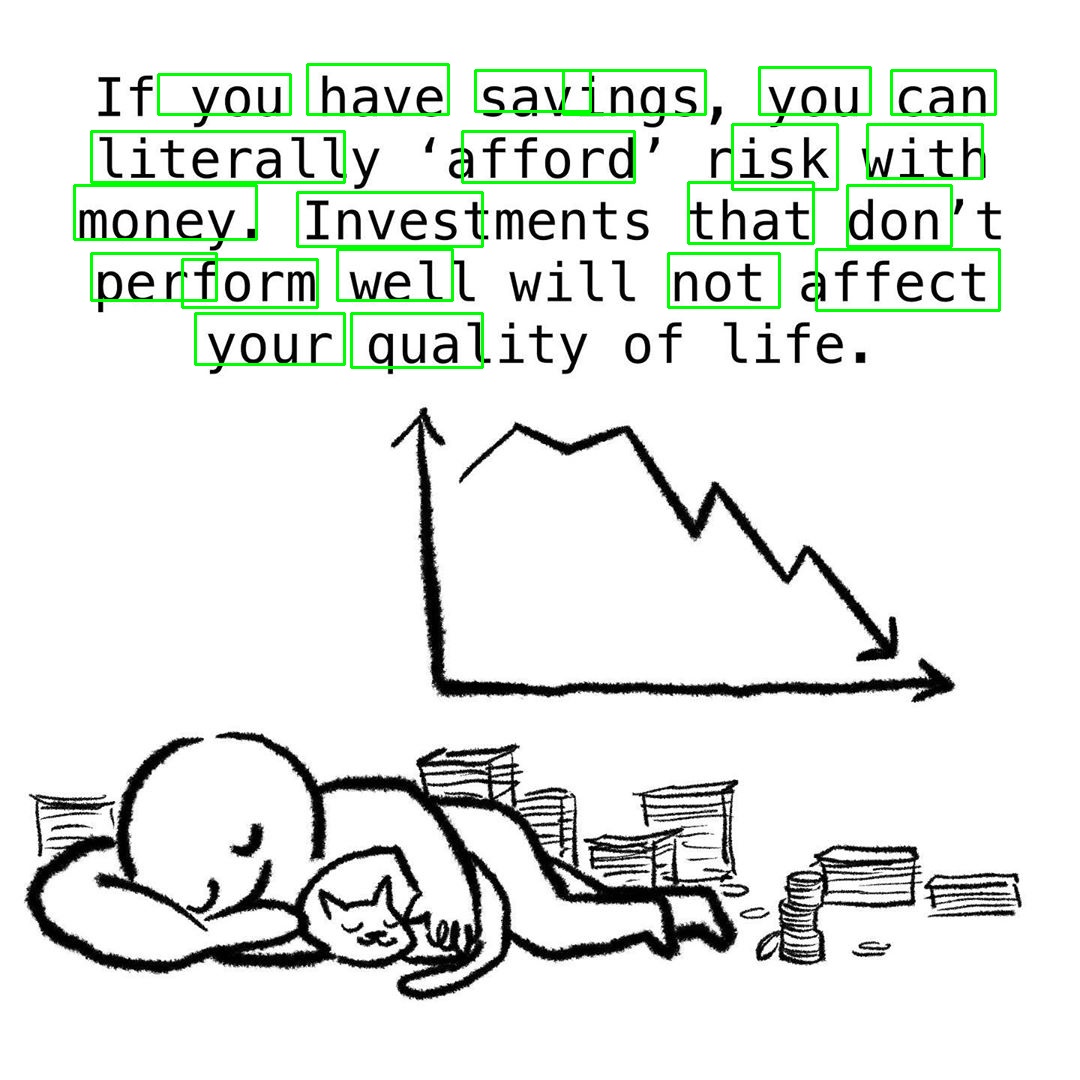 If you have savings, you can
literally ‘afford’ risk with
money. Investments that don’t
perform well will not affect
your quality of life.